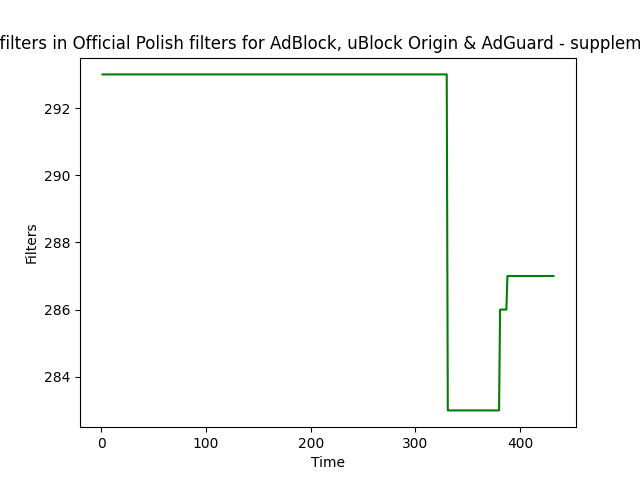 filters in Official Polish filters for AdBlock, uBlock Origin & AdGuard - supplem
292
290
288
286
284
Filters
0 100 200 300 400
Time